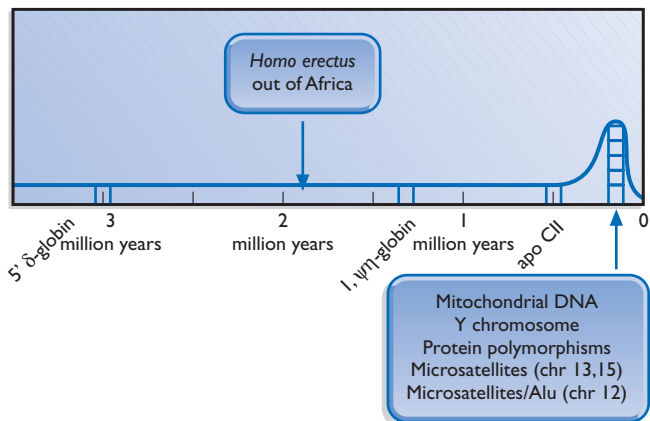 Homo erectus
out of Africa
3
2
1
0
million years
million years
million years
5' δ-globin
1, ψη-globin
apo CII
Mitochondrial DNA
Y chromosome
Protein polymorphisms
Microsatellites (chr 13,15)
Microsatellites/Alu (chr 12)